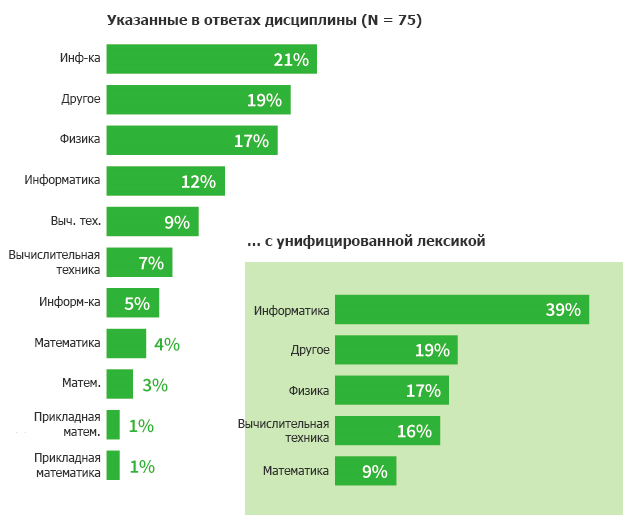 Указанные в ответах дисциплины (N = 75)
Инф-ка 21%
Другое 19%
Физика 17%
Информатика 12%
Выч. тех. 9%
Вычислительная
техника 7%
Информ-ка 5%
Математика 4%
Матем. 3%
Прикладная
матем. 1%
Прикладная
математика 1%
... с унифицированной лексикой
Информатика 39%
Другое 19%
Физика 17%
Вычислительная
техника 16%
Математика 9%